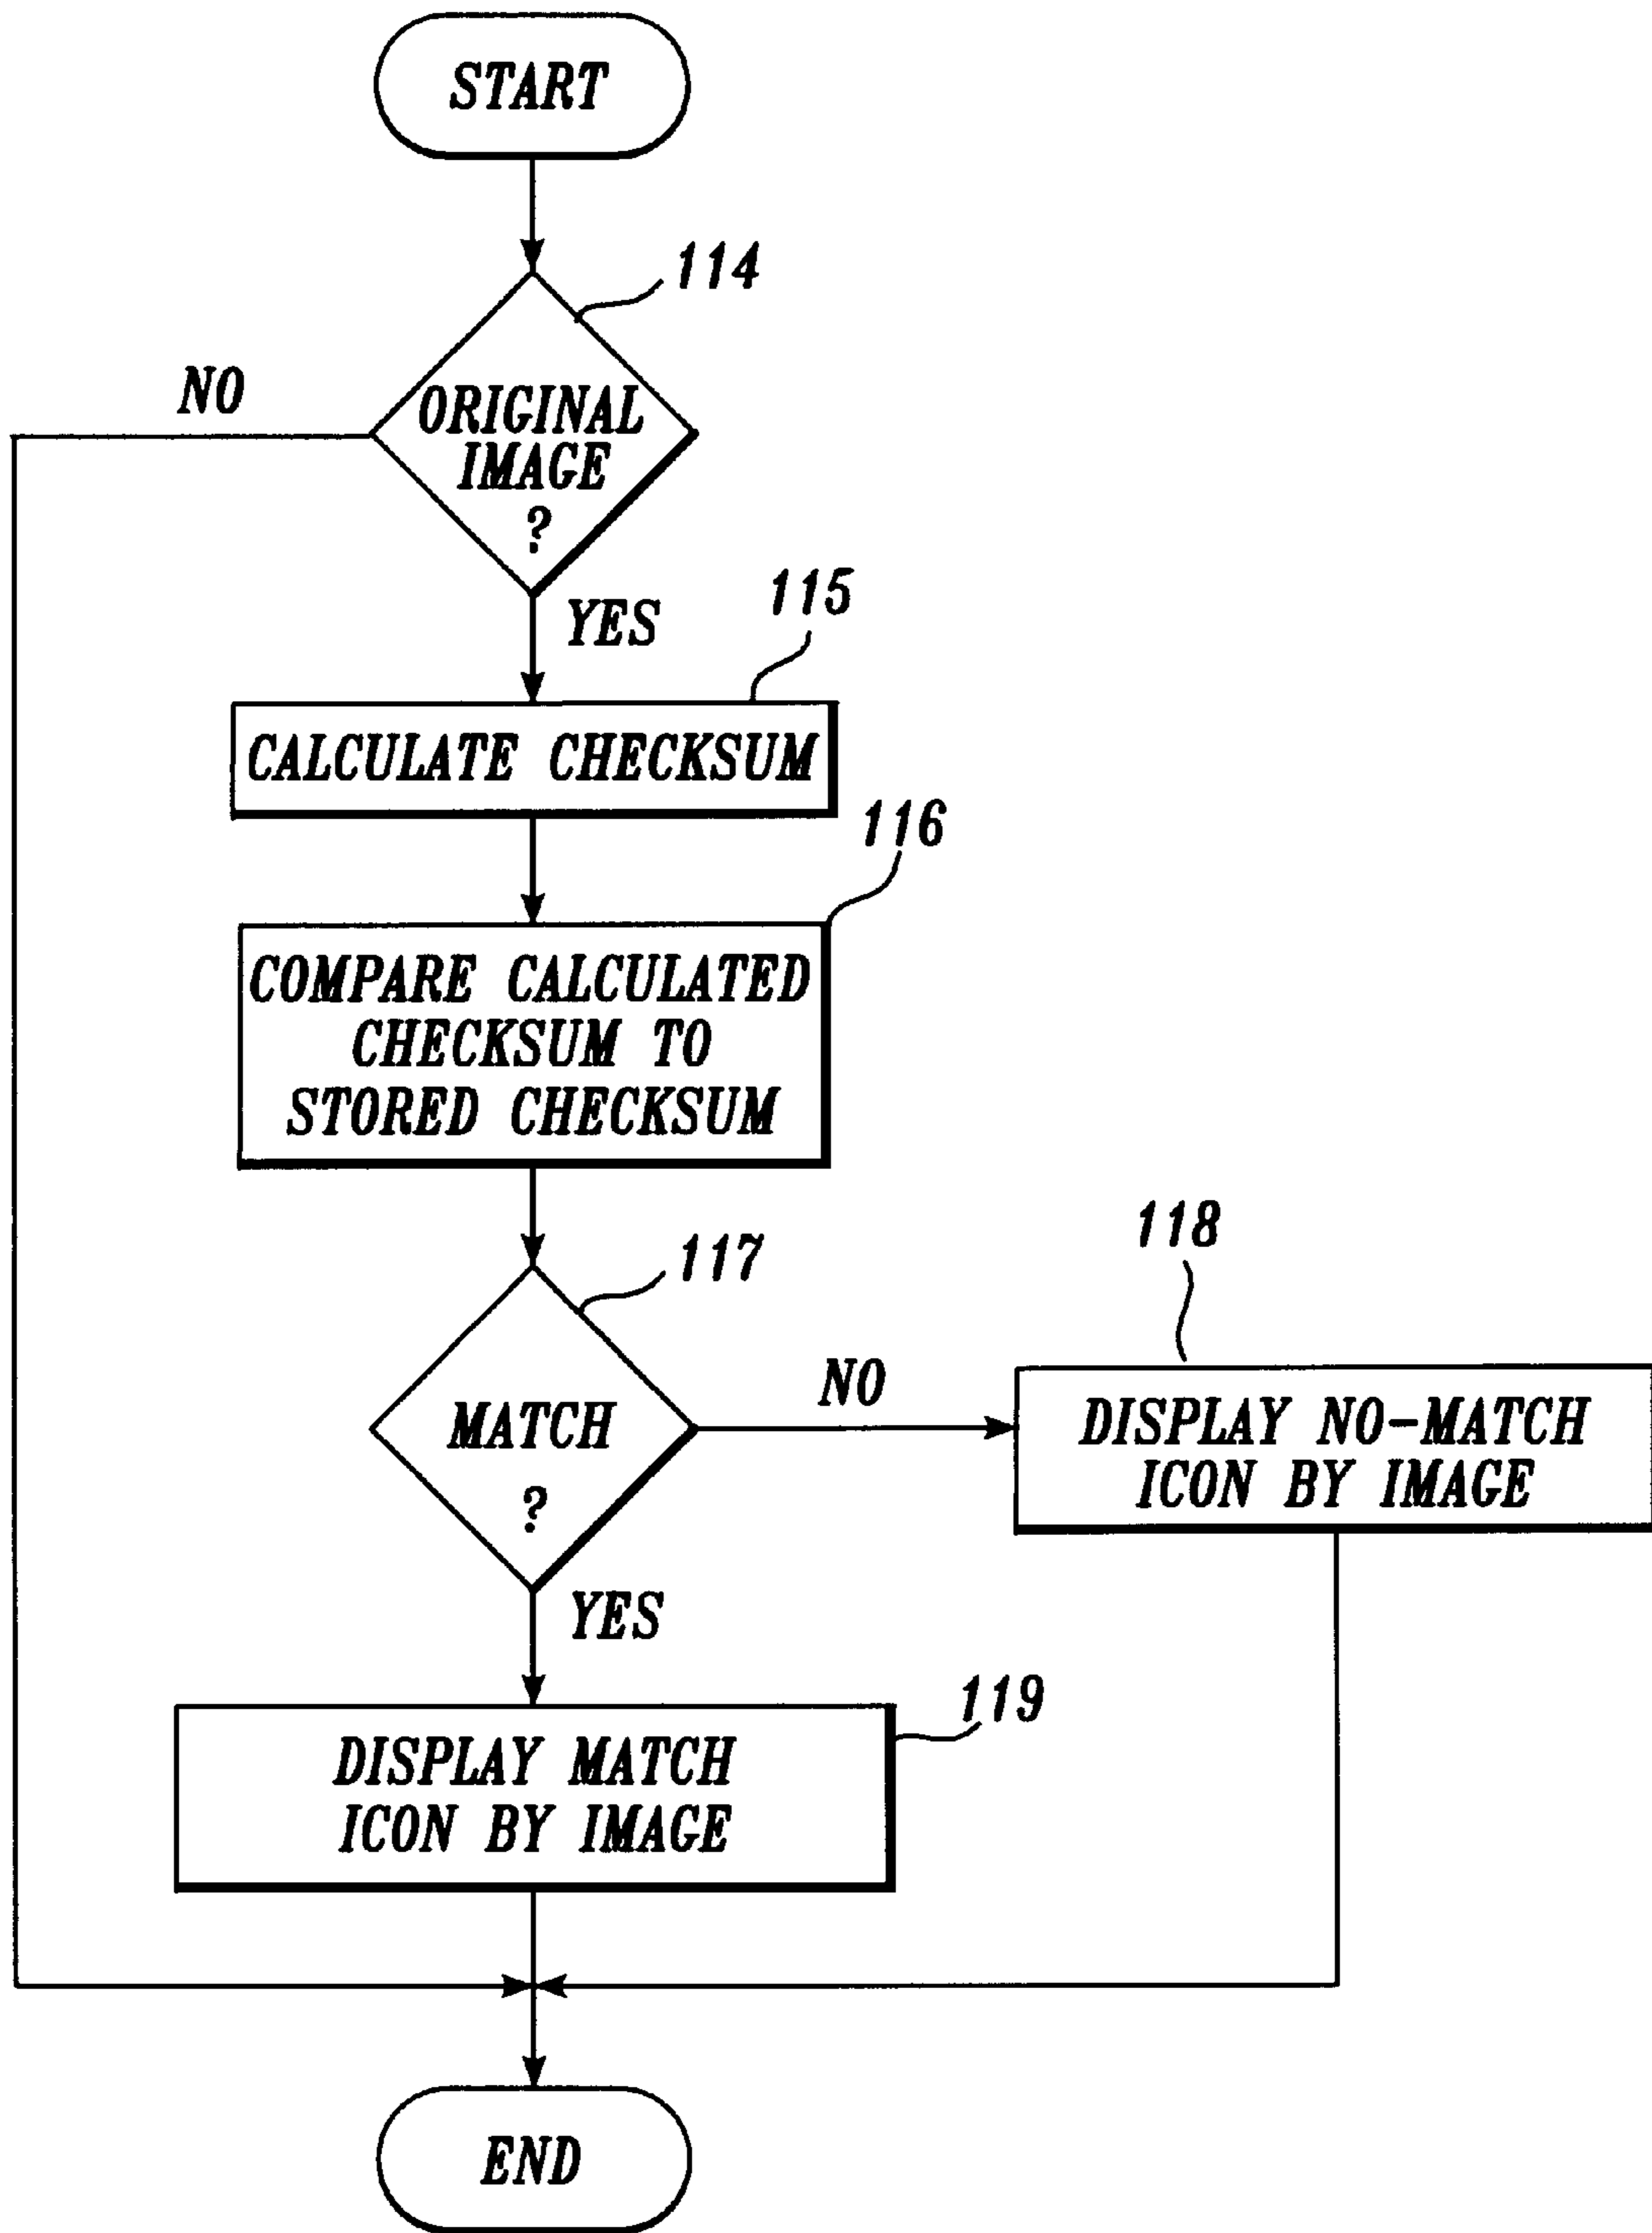 START
114
NO
ORIGINAL
IMAGE
?
YES
115
CALCULATE CHECKSUM
116
COMPARE CALCULATED
CHECKSUM TO
STORED CHECKSUM
117
118
MATCH
?
NO
DISPLAY NO-MATCH
ICON BY IMAGE
YES
119
DISPLAY MATCH
ICON BY IMAGE
END